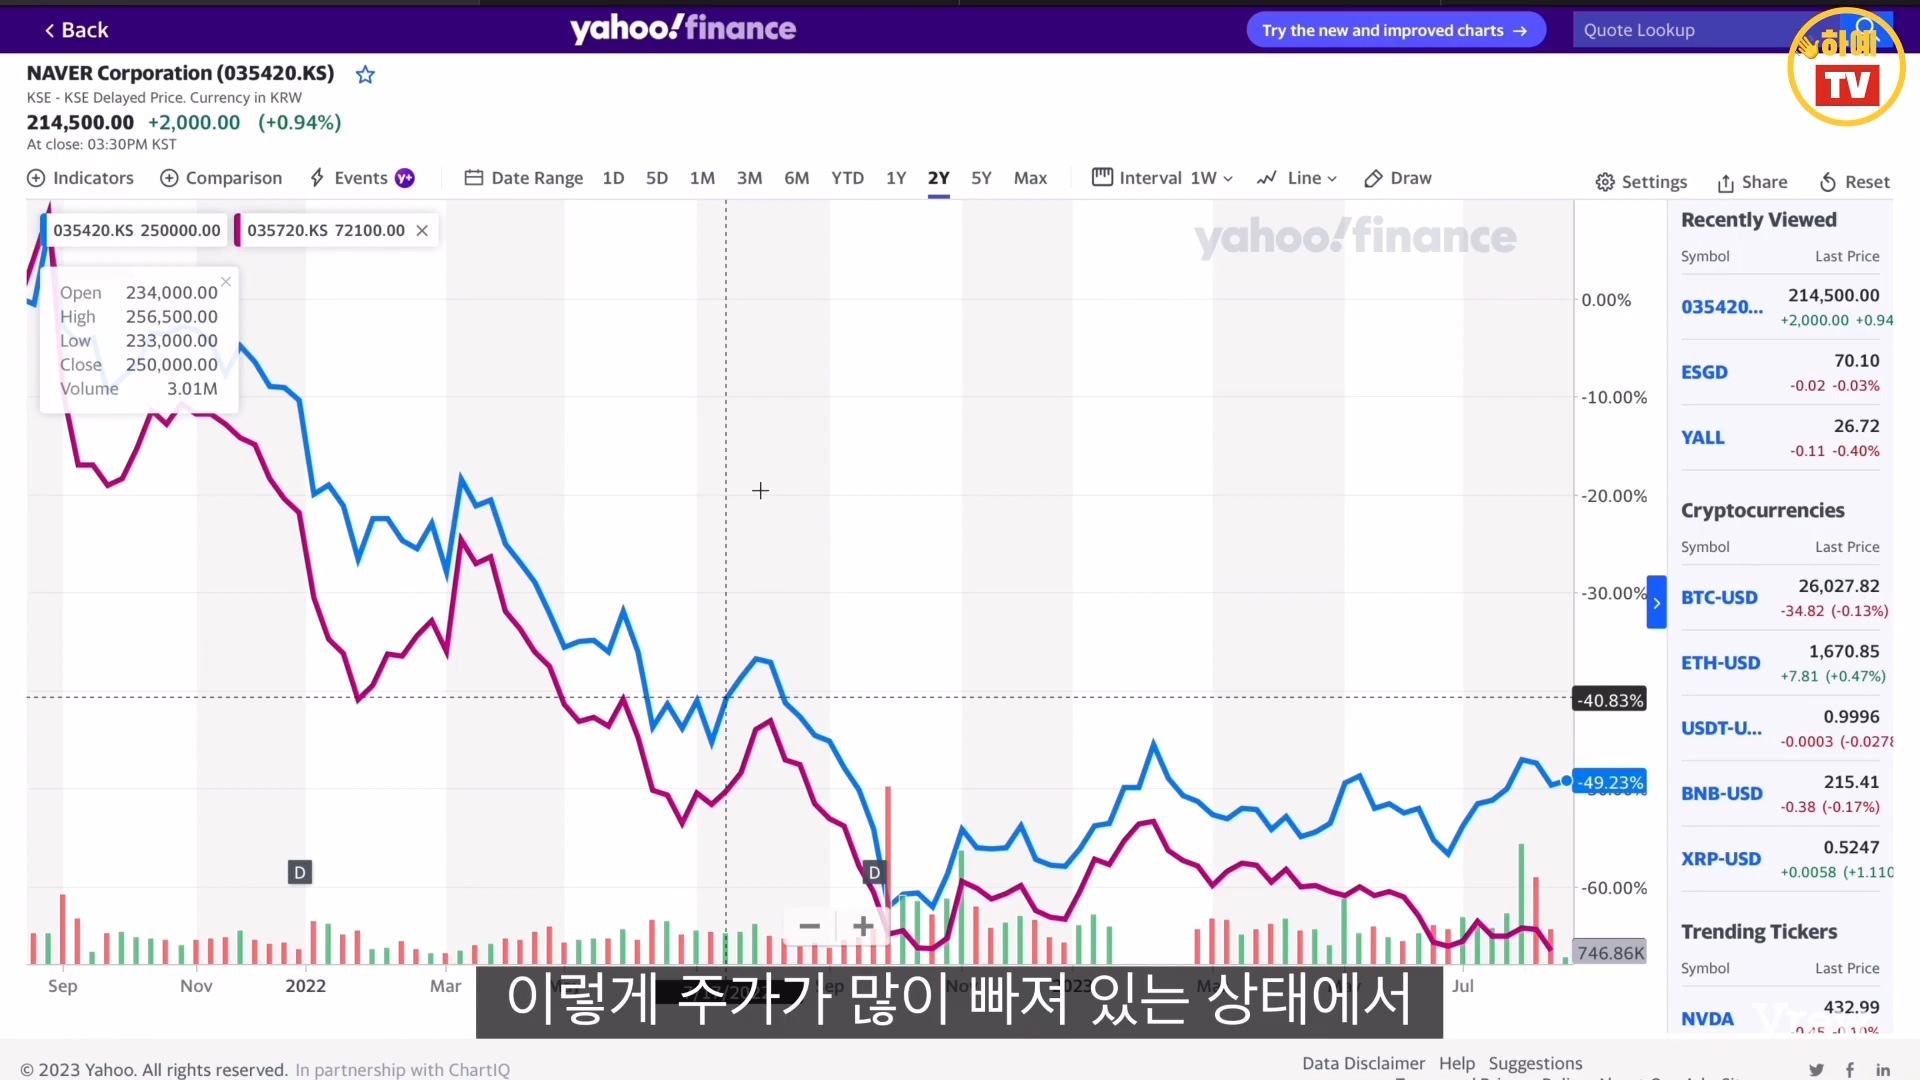 Back
yahoo!finance
Try the new and improved charts →
Quote Lookup
하예
TV
NAVER Corporation (035420.KS)
KSE - KSE Delayed Price. Currency in KRW
214,500.00 +2,000.00 (+0.94%)
At close: 03:30PM KST
Indicators Comparison Events Y+ Date Range 1D 5D 1M 3M 6M YTD 1Y 2Y 5Y Max Interval 1W Line Draw Settings Share Reset
035420.KS 250000.00 035720.KS 72100.00
yahoo!finance
Open 234,000.00
High 256,500.00
Low 233,000.00
Close 250,000.00
Volume 3.01M
0.00%
-10.00%
-20.00%
-30.00%
-40.83%
-49.23%
-60.00%
746.86K
D D
Sep Nov 2022 Mar Sep Jul
이렇게 주가가 많이 빠져 있는 상태에서
Recently Viewed
Symbol Last Price
035420... 214,500.00
+2,000.00 +0.94
ESGD 70.10
-0.02 -0.03%
YALL 26.72
-0.11 -0.40%
Cryptocurrencies
Symbol Last Price
BTC-USD 26,027.82
-34.82 (-0.13%)
ETH-USD 1,670.85
+7.81 (+0.47%)
USDT-U... 0.9996
-0.0003 (-0.0278
BNB-USD 215.41
-0.38 (-0.17%)
XRP-USD 0.5247
+0.0058 (+1.110
Trending Tickers
Symbol Last Price
NVDA 432.99
© 2023 Yahoo. All rights reserved. In partnership with ChartIQ
Data Disclaimer Help Suggestions